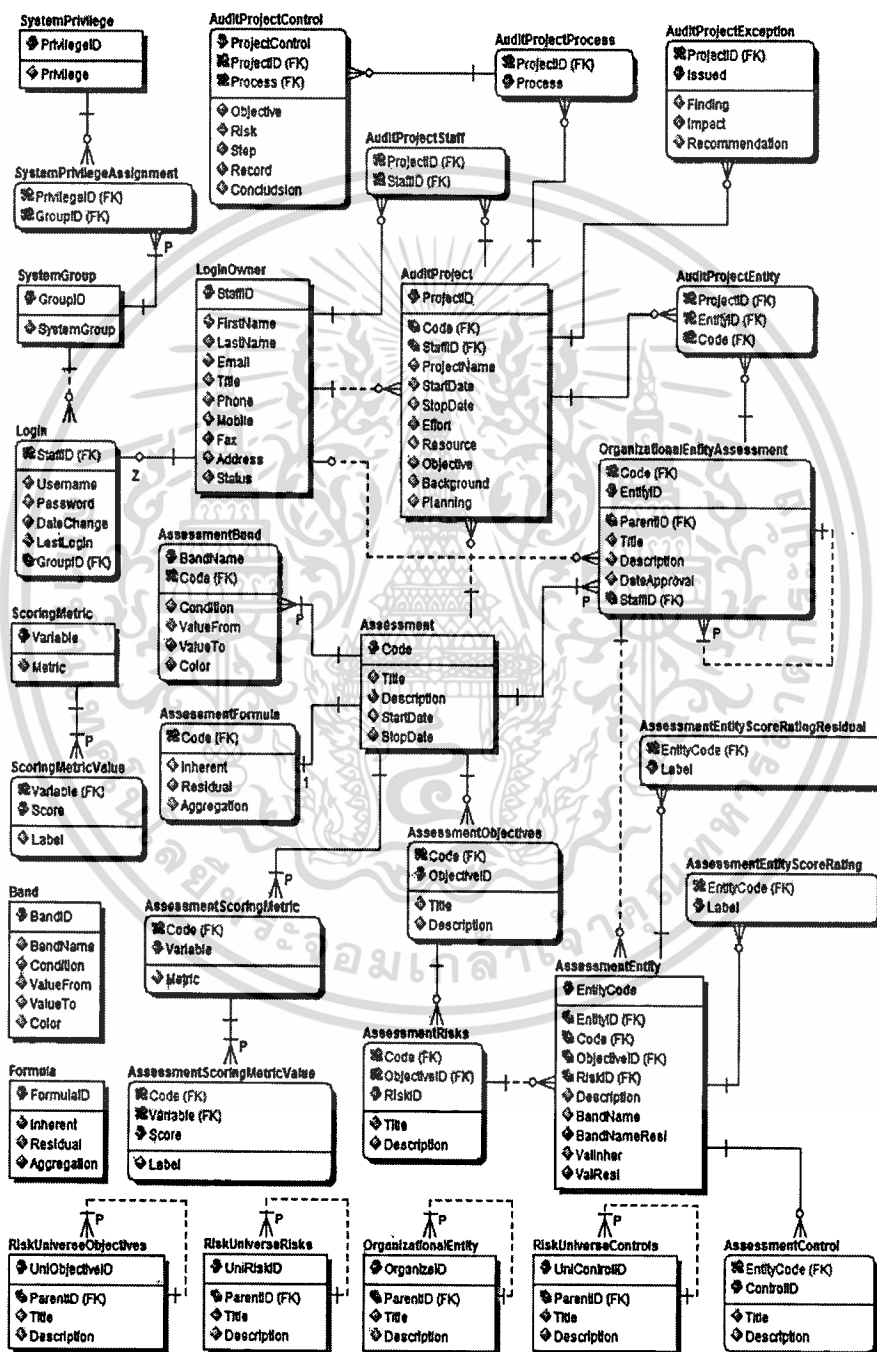 SystemPrivilege
PrivilegeID
Privilege
AuditProjectControl
ProjectControl
ProjectID (FK)
Process (FK)
Objective
Risk
Step
Record
Concludsion
AuditProjectProcess
ProjectID (FK)
Process
AuditProjectException
ProjectID (FK)
Issued
Finding
Impact
Recommendation
AuditProjectStaff
ProjectID (FK)
StaffID (FK)
SystemPrivilegeAssignment
PrivilegeID (FK)
GroupID (FK)
P
SystemGroup
GroupID
SystemGroup
LoginOwner
StaffID
FirstName
LastName
Email
Title
Phone
Mobile
Fax
Address
Status
AuditProject
ProjectID
Code (FK)
StaffID (FK)
ProjectName
StartDate
StopDate
Effort
Resource
Objective
Background
Planning
AuditProjectEntity
ProjectID (FK)
EntityID (FK)
Code (FK)
Login
StaffID (FK)
Username
Password
DateChange
LastLogin
GroupID (FK)
Z
OrganizationalEntityAssessment
Code (FK)
EntityID
ParentID (FK)
Title
Description
DateApproval
StaffID (FK)
P
P
AssessmentBand
BandName
Code (FK)
Condition
ValueFrom
ValueTo
Color
P
ScoringMetric
Variable
Metric
P
Assessment
Code
Title
Description
StartDate
StopDate
AssessmentFormula
Code (FK)
Inherent
Residual
Aggregation
1
ScoringMetricValue
Variable (FK)
Score
Label
AssessmentEntityScoreRatingResidual
EntityCode (FK)
Label
AssessmentObjectives
Code (FK)
ObjectiveID
Title
Description
AssessmentEntityScoreRating
EntityCode (FK)
Label
P
Band
BandID
BandName
Condition
ValueFrom
ValueTo
Color
AssessmentScoringMetric
Code (FK)
Variable
Metric
P
AssessmentEntity
EntityCode
EntityID (FK)
Code (FK)
ObjectiveID (FK)
RiskID (FK)
Description
BandName
BandNameResi
ValInher
ValResi
AssessmentRisks
Code (FK)
ObjectiveID (FK)
RiskID
Title
Description
Formula
FormulaID
Inherent
Residual
Aggregation
AssessmentScoringMetricValue
Code (FK)
Variable (FK)
Score
Label
P
P
P
P
RiskUniverseObjectives
UniObjectiveID
ParentID (FK)
Title
Description
RiskUniverseRisks
UniRiskID
ParentID (FK)
Title
Description
OrganizationalEntity
OrganizeID
ParentID (FK)
Title
Description
RiskUniverseControls
UniControlID
ParentID (FK)
Title
Description
AssessmentControl
EntityCode (FK)
ControlID
Title
Description